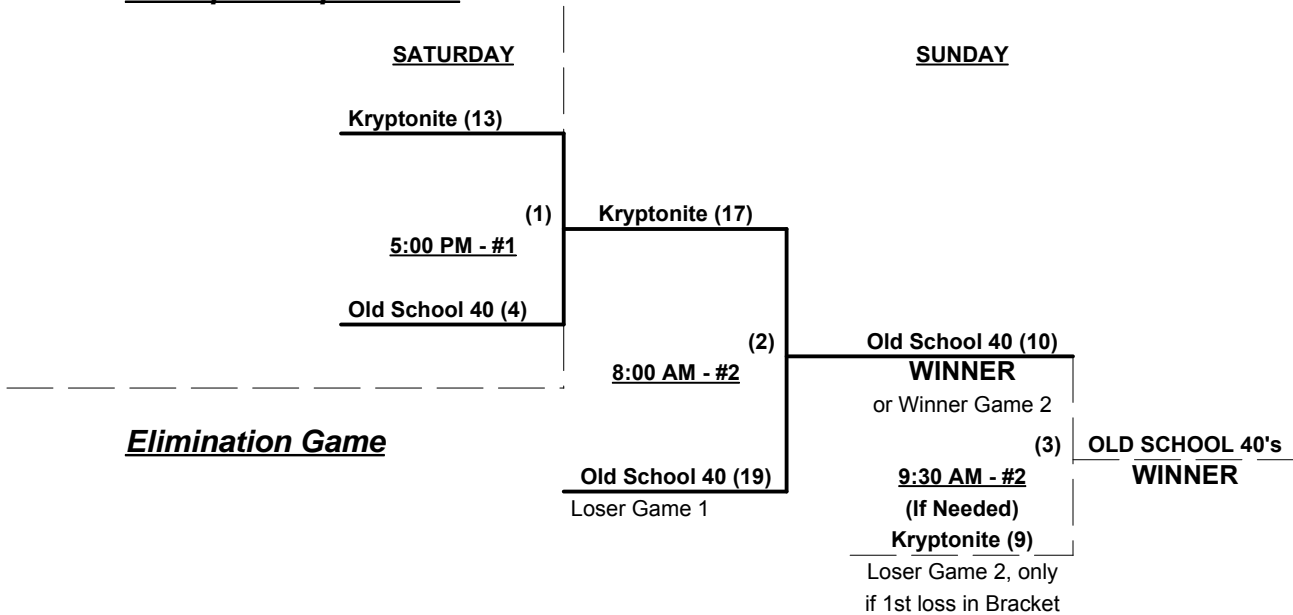 SATURDAY
SUNDAY
Kryptonite (13)
(1)
Kryptonite (17)
5:00 PM - #1
Old School 40 (4)
(2)
Old School 40 (10)
8:00 AM - #2
WINNER
or Winner Game 2
Elimination Game
(3)
OLD SCHOOL 40's
Old School 40 (19)
9:30 AM - #2
WINNER
Loser Game 1
(If Needed)
Kryptonite (9)
Loser Game 2, only
if 1st loss in Bracket